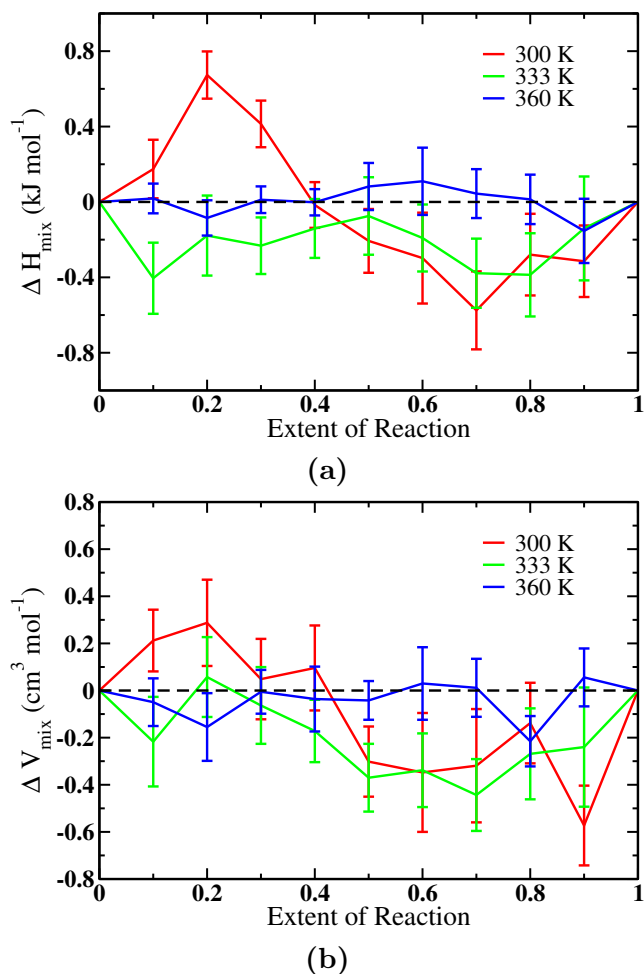 0.8
0.4
0
-0.4
-0.8
Δ H_mix (kJ mol⁻¹)
300 K
333 K
360 K
0 0.2 0.4 0.6 0.8 1
Extent of Reaction
(a)
0.8
0.6
0.4
0.2
0
-0.2
-0.4
-0.6
-0.8
Δ V_mix (cm³ mol⁻¹)
300 K
333 K
360 K
0 0.2 0.4 0.6 0.8 1
Extent of Reaction
(b)